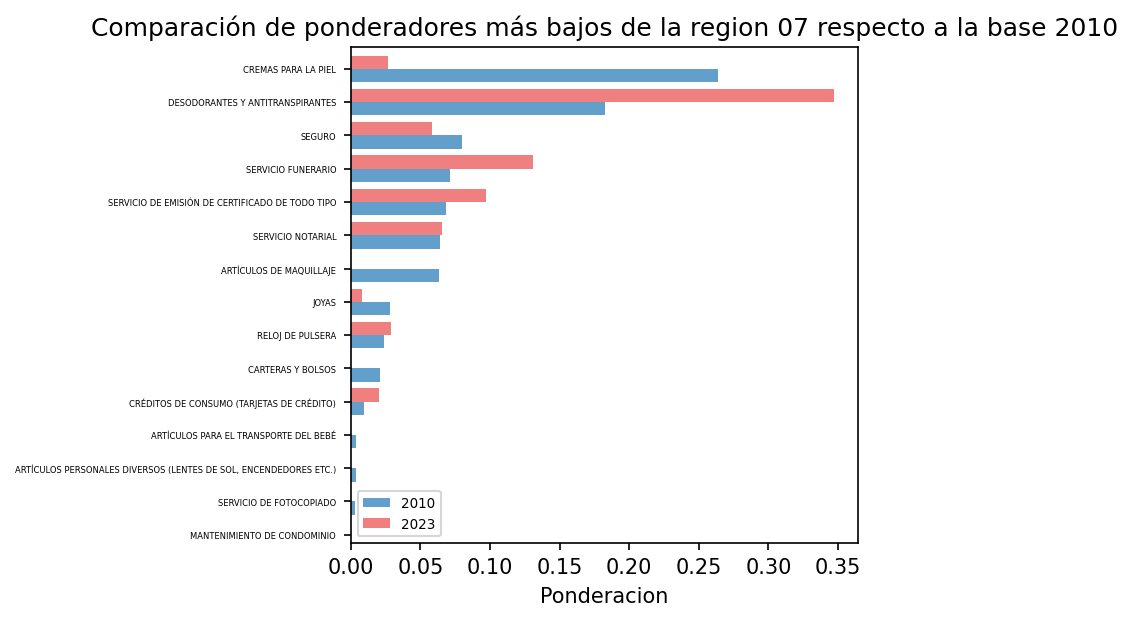 Comparación de ponderadores más bajos de la region 07 respecto a la base 2010
CREMAS PARA LA PIEL
DESODORANTES Y ANTITRANSPIRANTES
SEGURO
SERVICIO FUNERARIO
SERVICIO DE EMISIÓN DE CERTIFICADO DE TODO TIPO
SERVICIO NOTARIAL
ARTÍCULOS DE MAQUILLAJE
JOYAS
RELOJ DE PULSERA
CARTERAS Y BOLSOS
CRÉDITOS DE CONSUMO (TARJETAS DE CRÉDITO)
ARTÍCULOS PARA EL TRANSPORTE DEL BEBÉ
ARTÍCULOS PERSONALES DIVERSOS (LENTES DE SOL, ENCENDEDORES ETC.)
SERVICIO DE FOTOCOPIADO
MANTENIMIENTO DE CONDOMINIO
2010
2023
0.00 0.05 0.10 0.15 0.20 0.25 0.30 0.35
Ponderacion